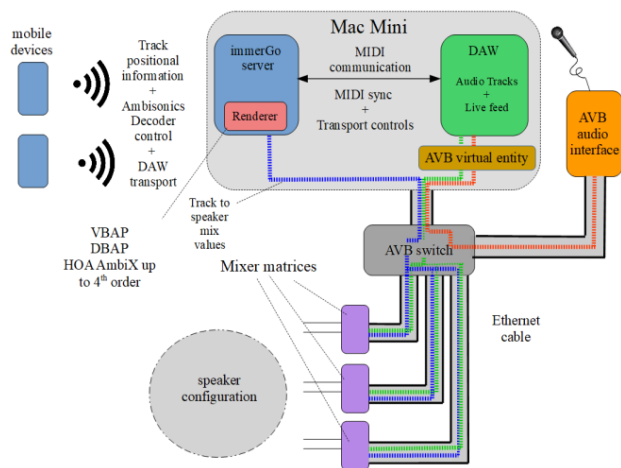 Mac Mini
mobile
devices
Track
positional
information
+
Ambisonics
Decoder
control
+
DAW
transport
immerGo
server
Renderer
MIDI
communication
MIDI sync
+
Transport controls
DAW
Audio Tracks
+
Live feed
AVB virtual entity
AVB
audio
interface
Track to
speaker
mix
values
VBAP
DBAP
HOA AmbiX up
to 4th order
Mixer matrices
AVB switch
Ethernet
cable
speaker
configuration